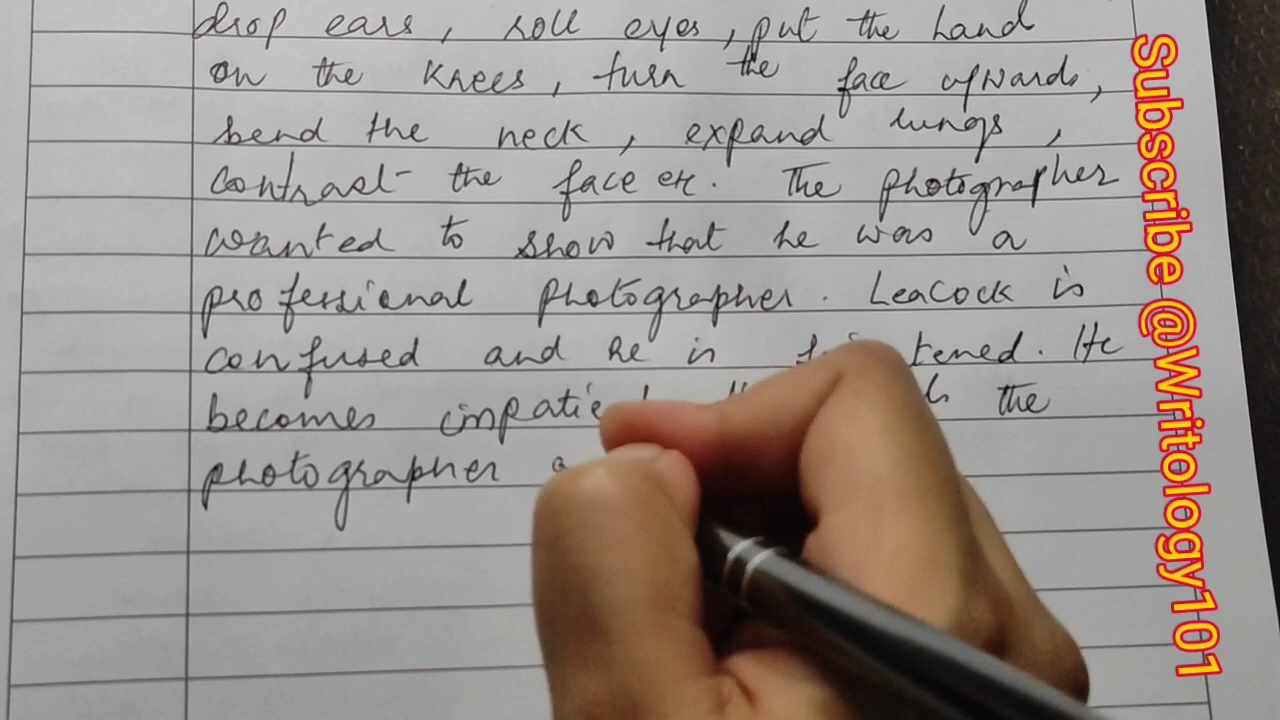 drop ears, roll eyes, put the hand
on the knees, turn the face upwards,
bend the neck, expand lungs,
contrast the face etc. The photographer
wanted to show that he was a
professional photographer. Leacock is
confused and he is. He
becomes the
photographer
Subscribe @Writology101